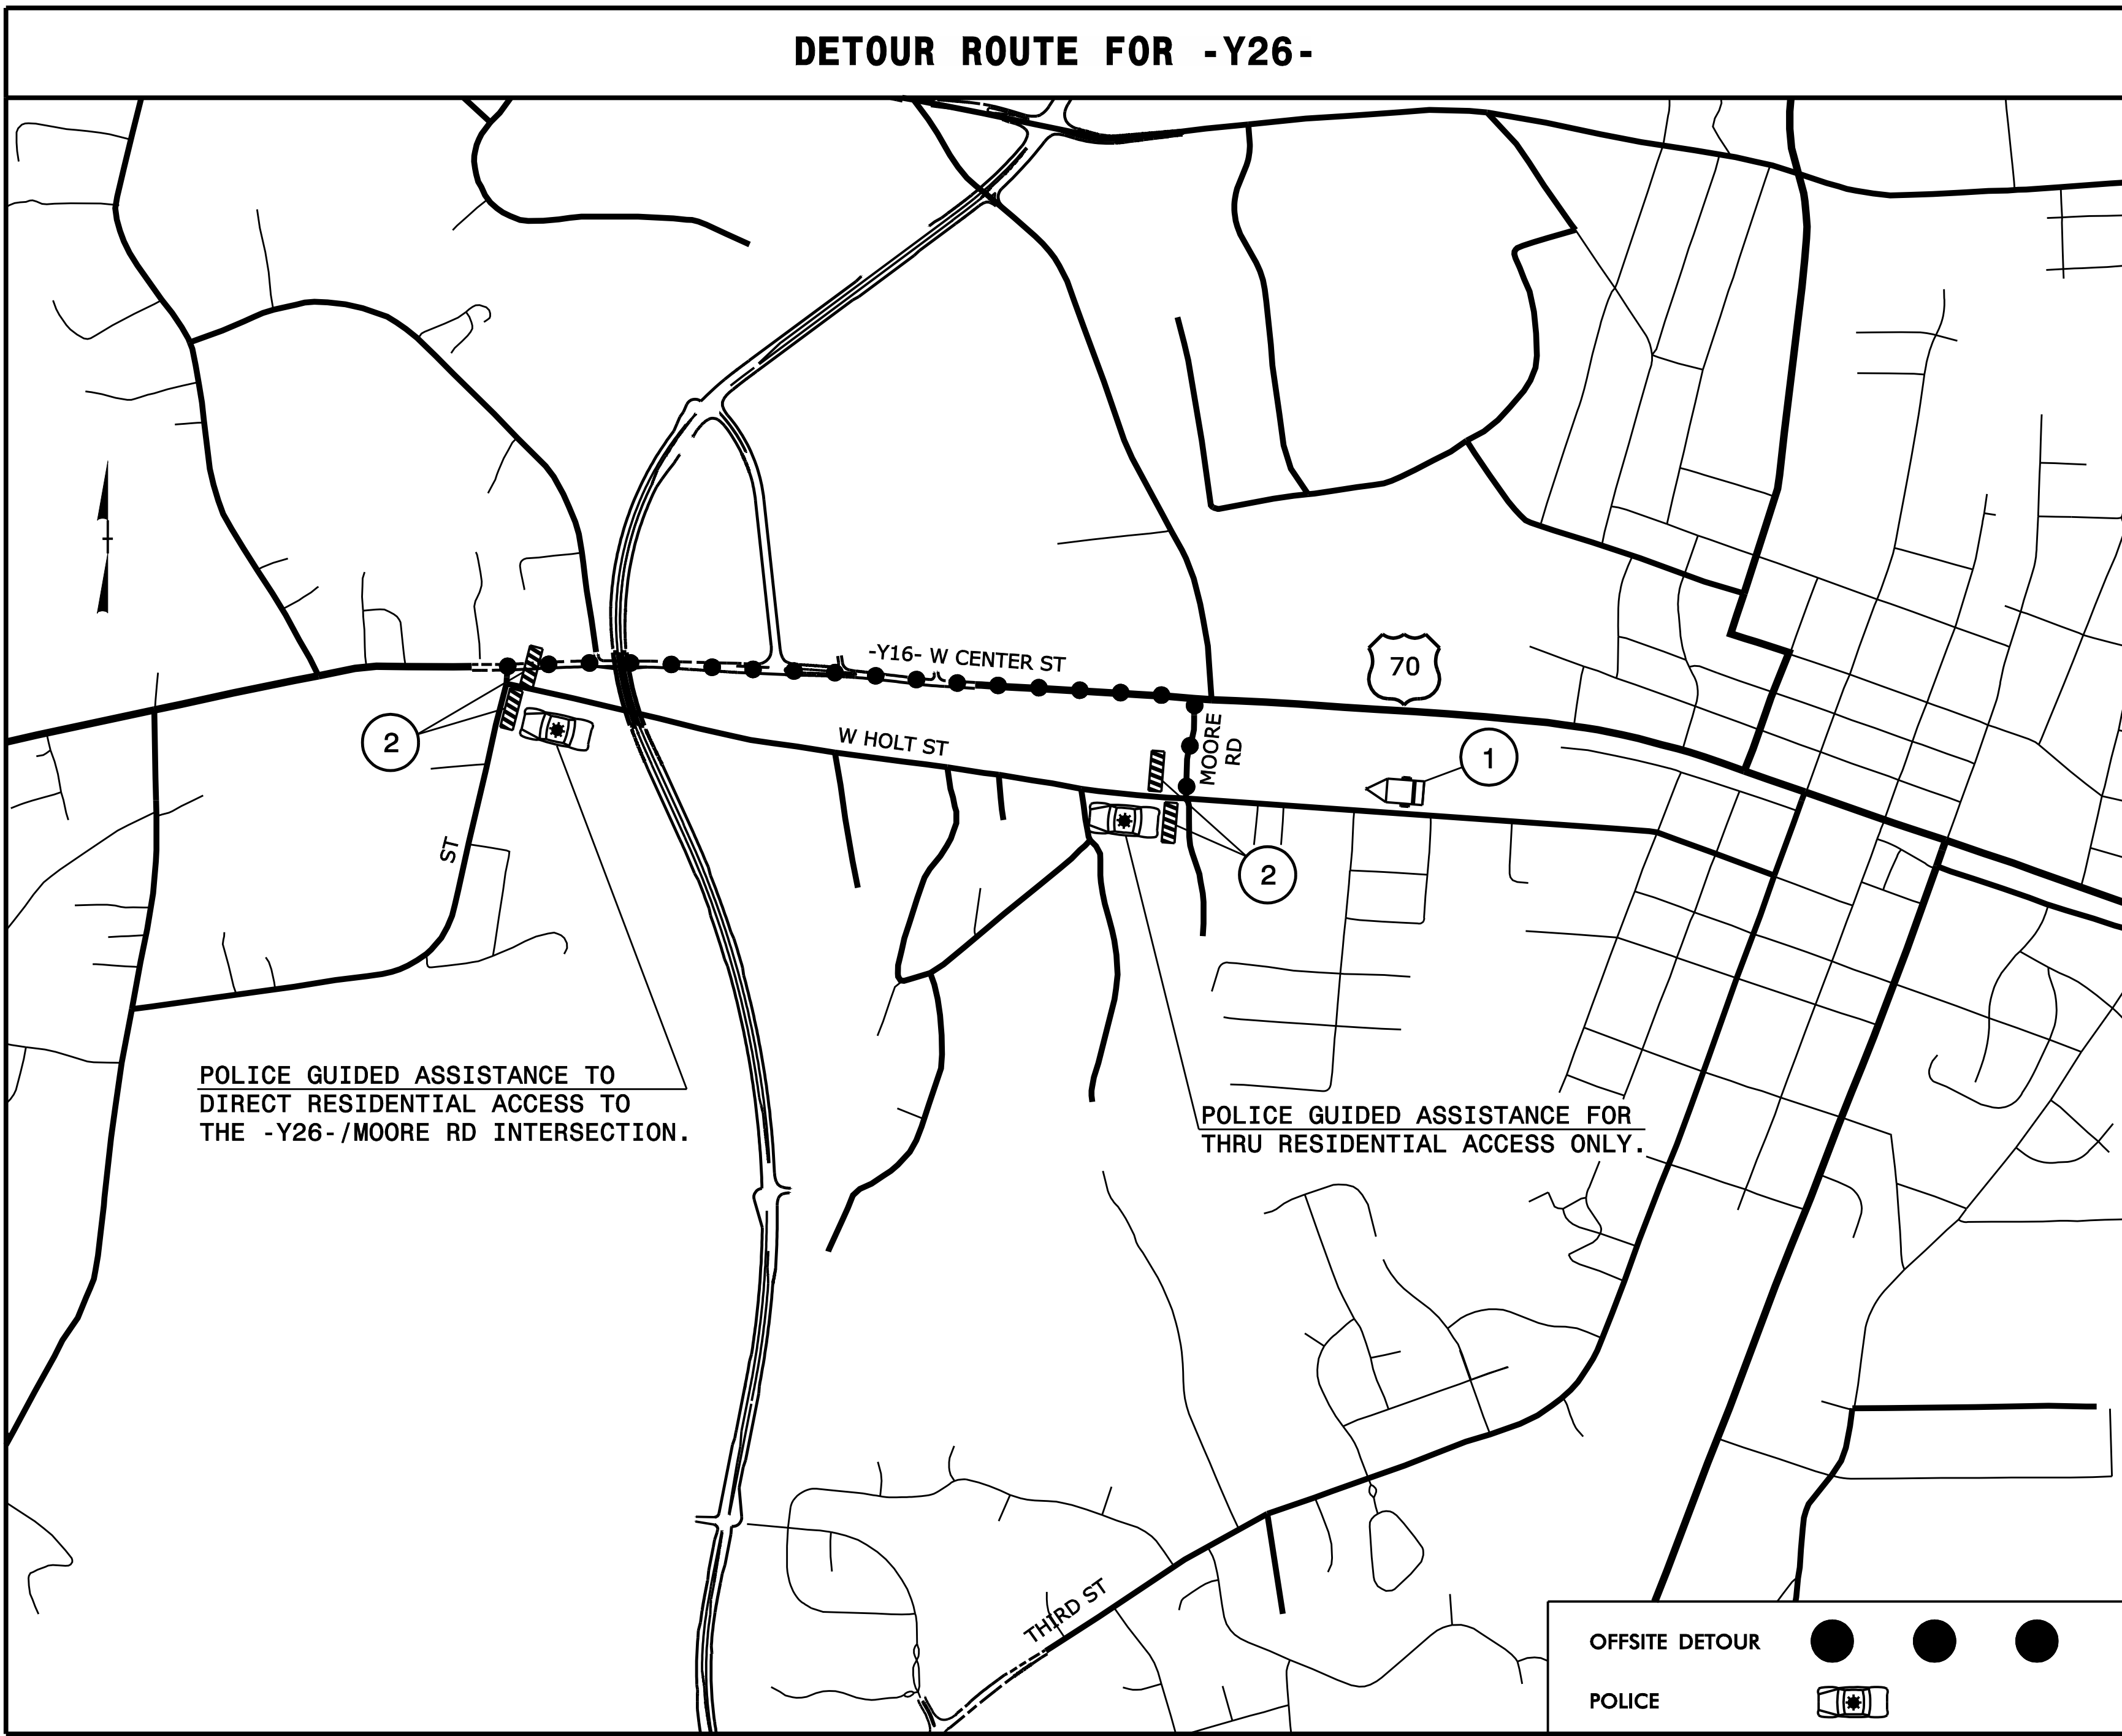 DETOUR ROUTE FOR -Y26-
-Y16- W CENTER ST
70
MOORE
RD
W HOLT ST
1
2
2
ST
POLICE GUIDED ASSISTANCE TO
DIRECT RESIDENTIAL ACCESS TO
THE -Y26-/MOORE RD INTERSECTION.
POLICE GUIDED ASSISTANCE FOR
THRU RESIDENTIAL ACCESS ONLY.
THIRD ST
OFFSITE DETOUR
POLICE